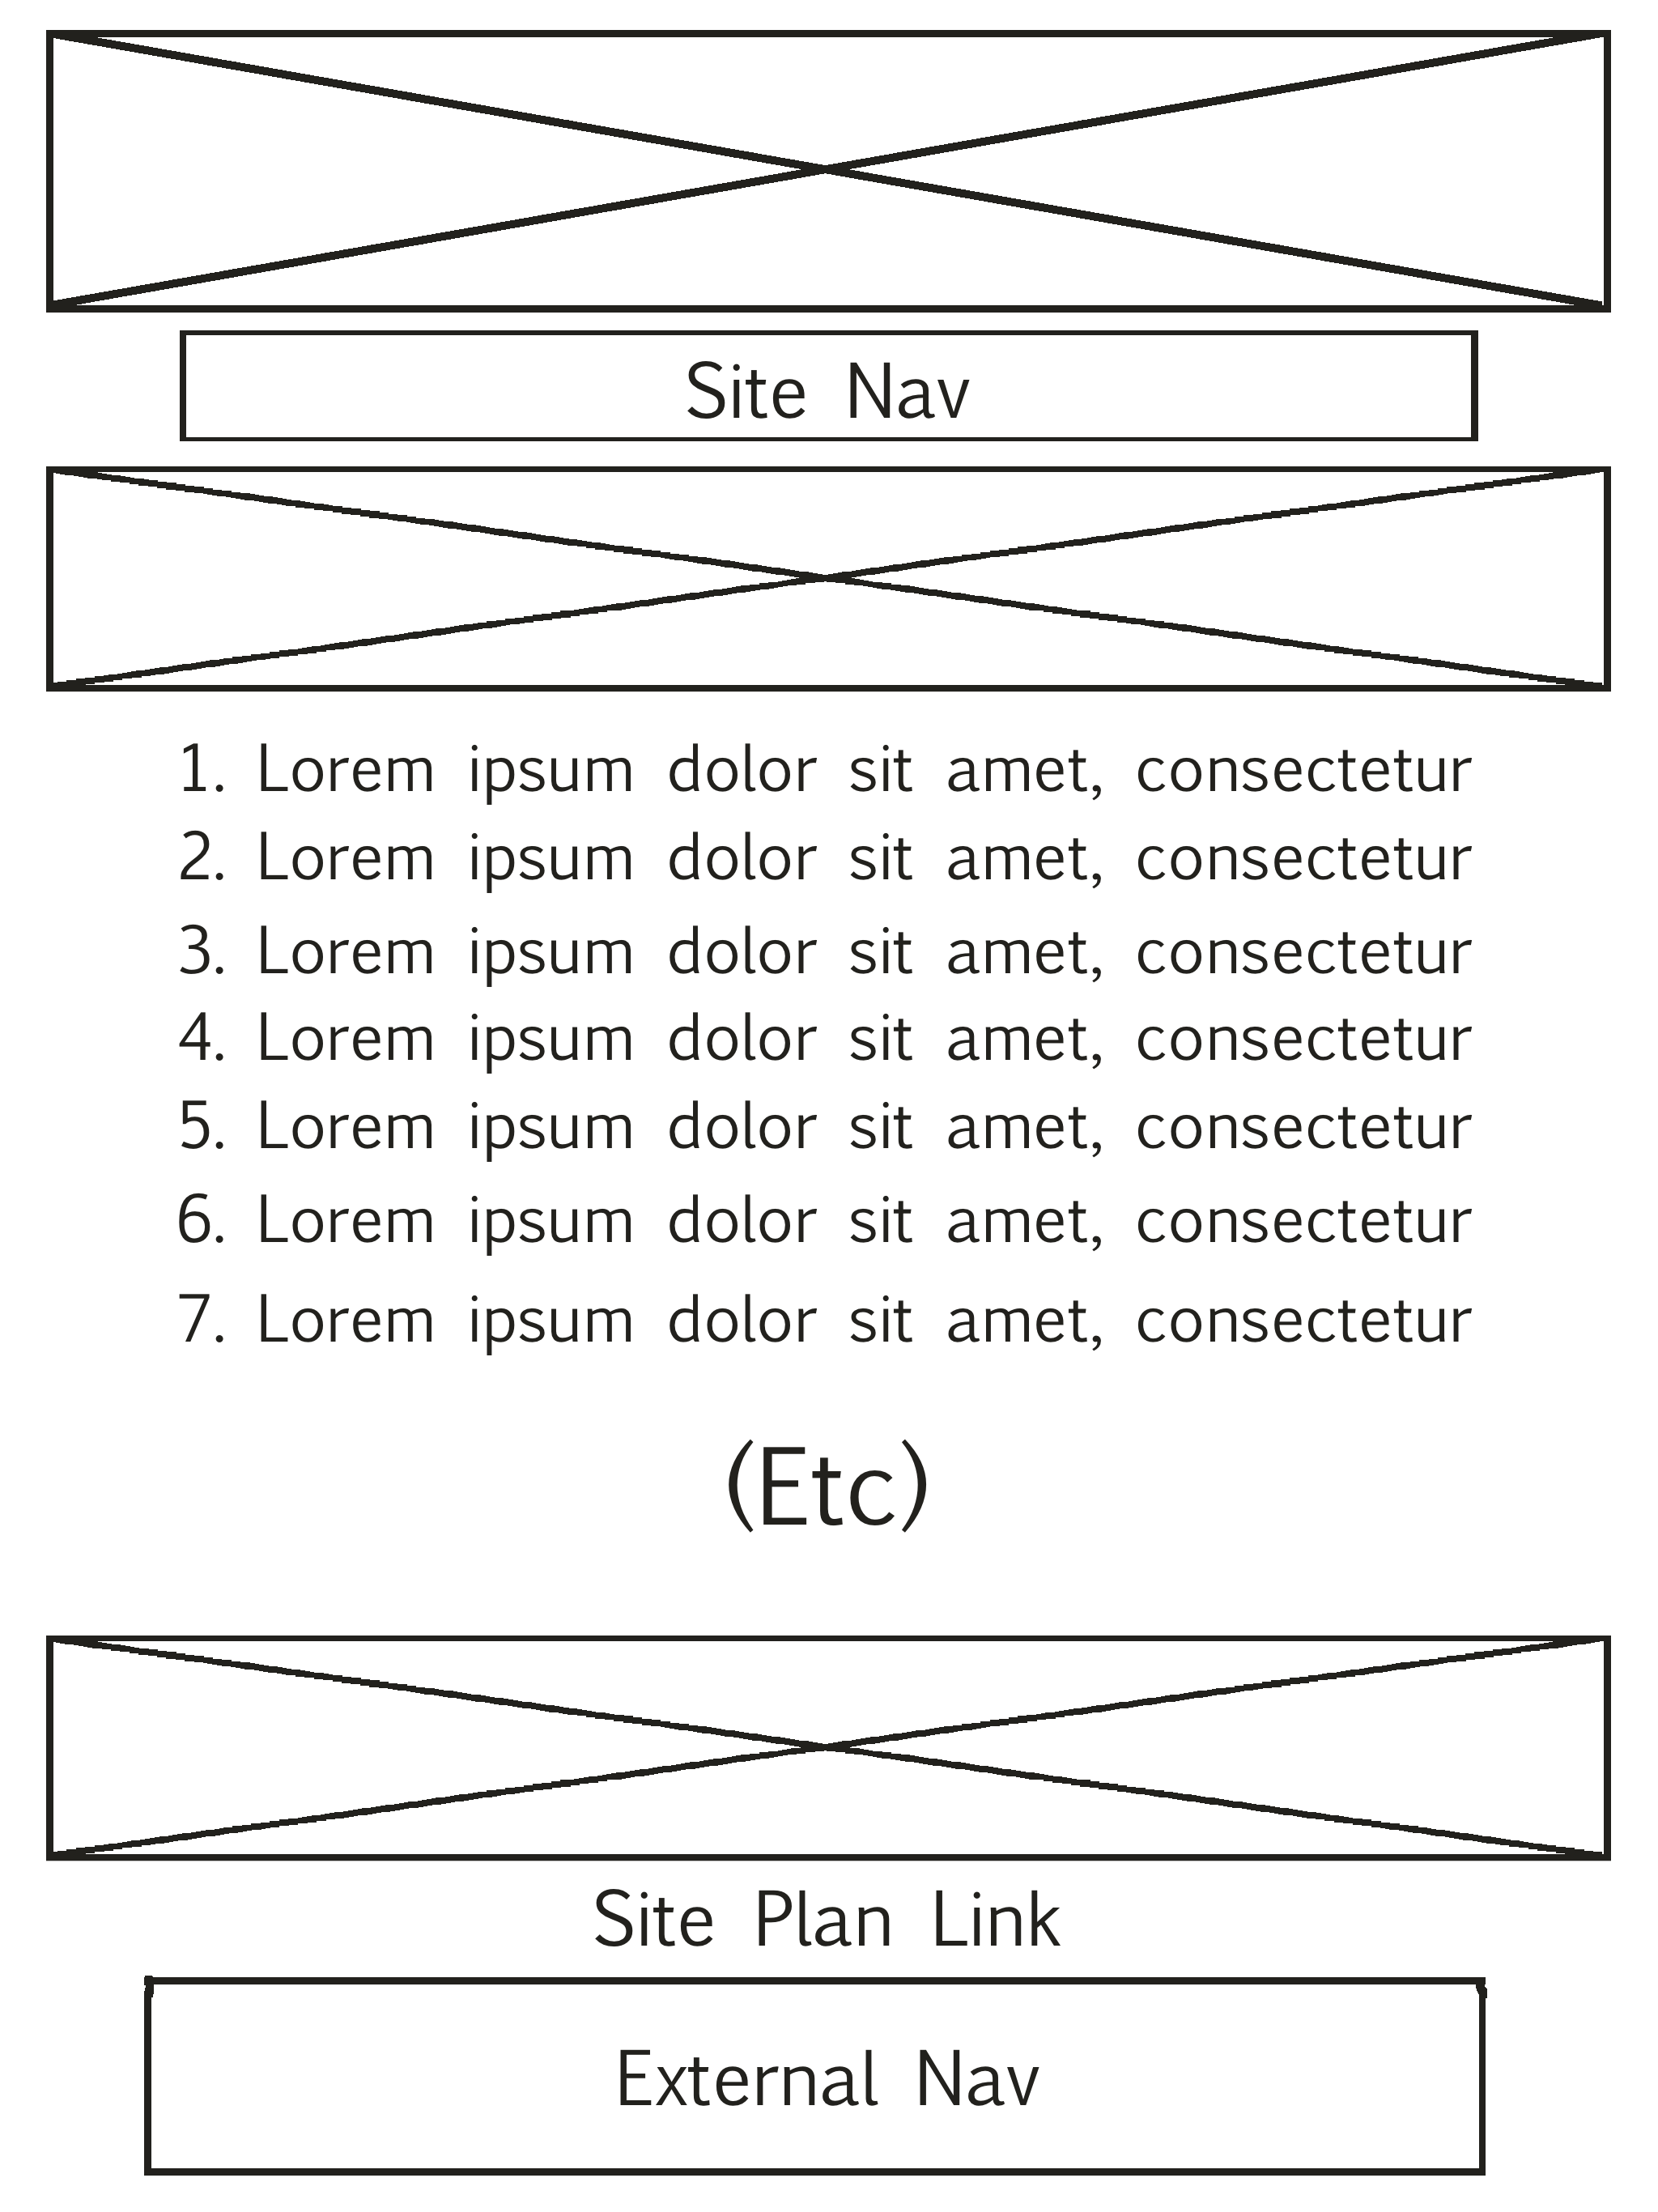 Site Nav
1. Lorem ipsum dolor sit amet, consectetur
2. Lorem ipsum dolor sit amet, consectetur
3. Lorem ipsum dolor sit amet, consectetur
4. Lorem ipsum dolor sit amet, consectetur
5. Lorem ipsum dolor sit amet, consectetur
6. Lorem ipsum dolor sit amet, consectetur
7. Lorem ipsum dolor sit amet, consectetur
(Etc)
Site Plan Link
External Nav